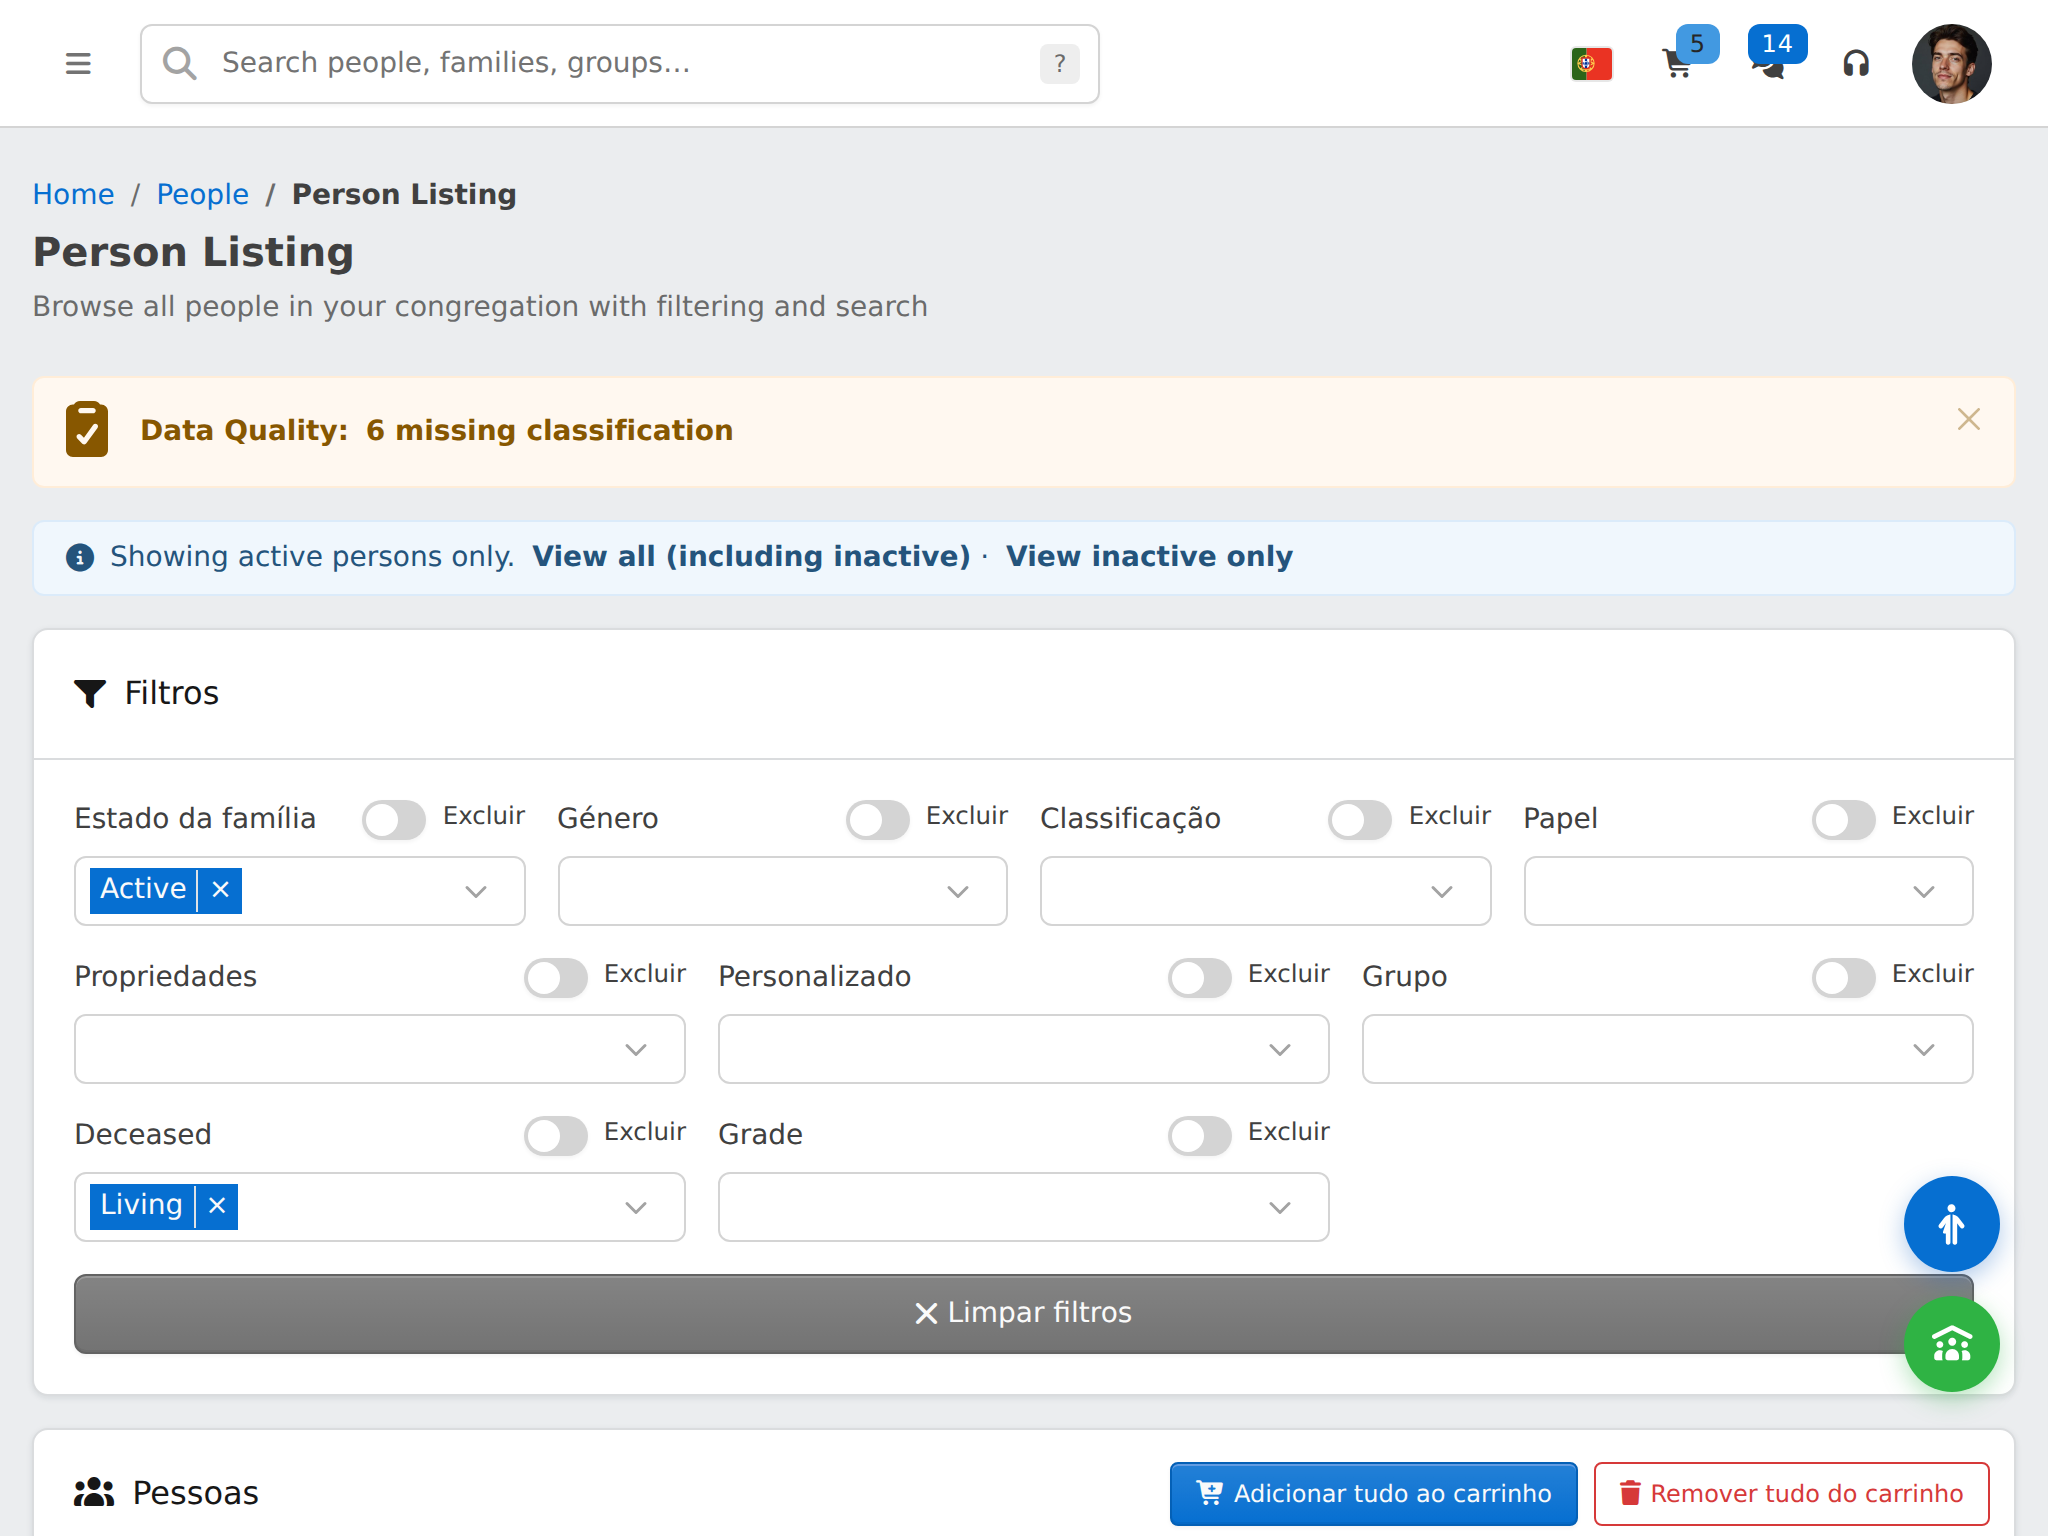 Search people, families, groups... ?
5
14
Home / People / Person Listing
Person Listing
Browse all people in your congregation with filtering and search
Data Quality: 6 missing classification
Showing active persons only. View all (including inactive) · View inactive only
Filtros
Estado da família Excluir Género Excluir Classificação Excluir Papel Excluir
Active ×
Propriedades Excluir Personalizado Excluir Grupo Excluir
Deceased Excluir Grade Excluir
Living ×
Limpar filtros
Pessoas
Adicionar tudo ao carrinho
Remover tudo do carrinho